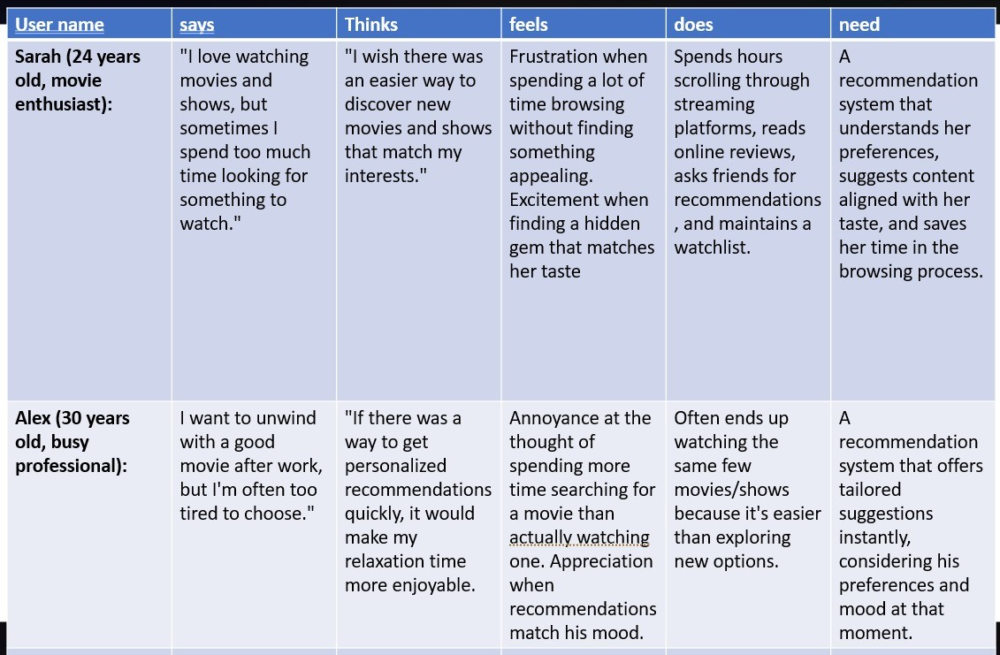 User name
says
Thinks
feels
does
need
Sarah (24 years
old, movie
enthusiast):
"I love watching
movies and
shows, but
sometimes I
spend too much
time looking for
something to
watch."
"I wish there was
an easier way to
discover new
movies and shows
that match my
interests."
Frustration when
spending a lot of
time browsing
without finding
something
appealing.
Excitement when
finding a hidden
gem that matches
her taste
Spends hours
scrolling through
streaming
platforms, reads
online reviews,
asks friends for
recommendations
, and maintains a
watchlist.
A
recommendation
system that
understands her
preferences,
suggests content
aligned with her
taste, and saves
her time in the
browsing process.
Alex (30 years
old, busy
professional):
I want to unwind
with a good
movie after work,
but I'm often too
tired to choose."
"If there was a
way to get
personalized
recommendations
quickly, it would
make my
relaxation time
more enjoyable.
Annoyance at the
thought of
spending more
time searching for
a movie than
actually watching
one. Appreciation
when
recommendations
match his mood.
Often ends up
watching the
same few
movies/shows
because it's easier
than exploring
new options.
A
recommendation
system that offers
tailored
suggestions
instantly,
considering his
preferences and
mood at that
moment.